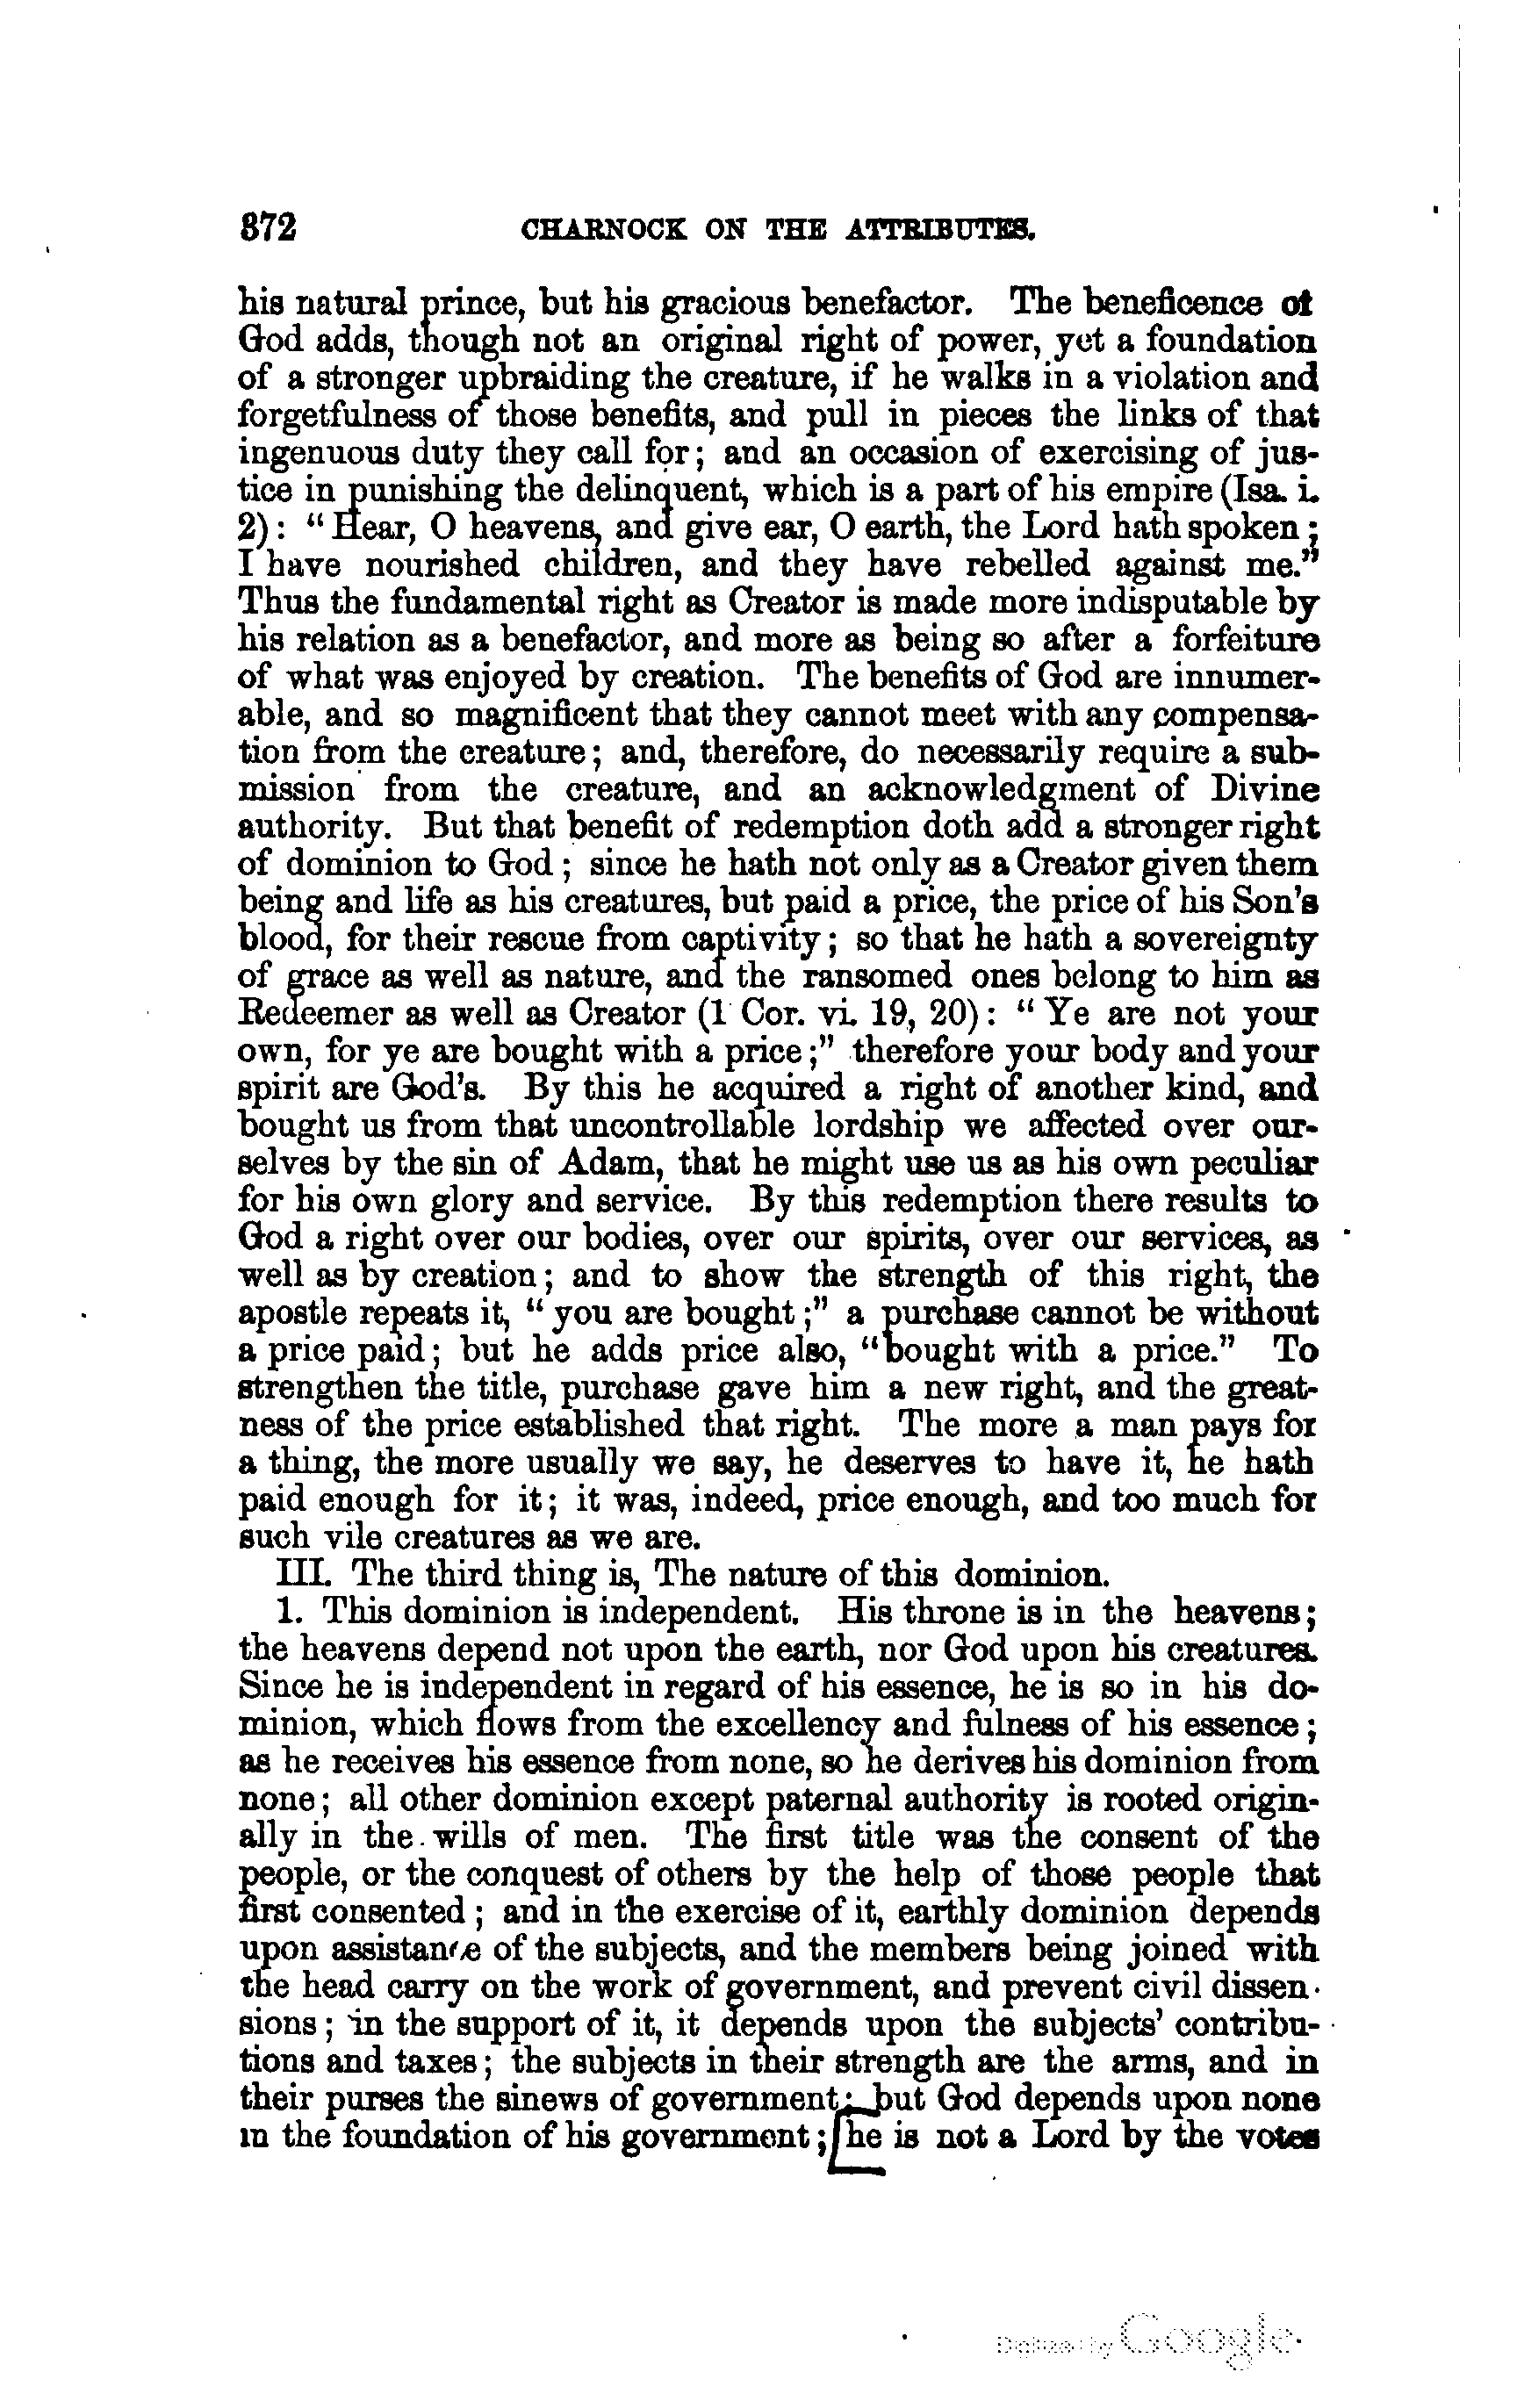 372 CHARNOCK ON THE ATTRIBUTES.
his natural prince, but his gracious benefactor. The beneficence of
God adds, though not an original right of power, yet a foundation
of a stronger upbraiding the creature, if he walks in a violation and
forgetfulness of those benefits, and pull in pieces the links of that
ingenuous duty they call for; and an occasion of exercising of jus-
tice in punishing the delinquent, which is a part of his empire (Isa. i.
2): "Hear, O heavens, and give ear, O earth, the Lord hath spoken;
I have nourished children, and they have rebelled against me."
Thus the fundamental right as Creator is made more indisputable by
his relation as a benefactor, and more as being so after a forfeiture
of what was enjoyed by creation. The benefits of God are innumer-
able, and so magnificent that they cannot meet with any compensa-
tion from the creature; and, therefore, do necessarily require a sub-
mission from the creature, and an acknowledgment of Divine
authority. But that benefit of redemption doth add a stronger right
of dominion to God; since he hath not only as a Creator given them
being and life as his creatures, but paid a price, the price of his Son's
blood, for their rescue from captivity; so that he hath a sovereignty
of grace as well as nature, and the ransomed ones belong to him as
Redeemer as well as Creator (1 Cor. vi. 19, 20): "Ye are not your
own, for ye are bought with a price;" therefore your body and your
spirit are God's. By this he acquired a right of another kind, and
bought us from that uncontrollable lordship we affected over our-
selves by the sin of Adam, that he might use us as his own peculiar
for his own glory and service. By this redemption there results to
God a right over our bodies, over our spirits, over our services, as
well as by creation; and to show the strength of this right, the
apostle repeats it, "you are bought;" a purchase cannot be without
a price paid; but he adds price also, "bought with a price." To
strengthen the title, purchase gave him a new right, and the great-
ness of the price established that right. The more a man pays for
a thing, the more usually we say, he deserves to have it, he hath
paid enough for it; it was, indeed, price enough, and too much for
such vile creatures as we are.
III. The third thing is, The nature of this dominion.
1. This dominion is independent. His throne is in the heavens;
the heavens depend not upon the earth, nor God upon his creatures.
Since he is independent in regard of his essence, he is so in his do-
minion, which flows from the excellency and fulness of his essence;
as he receives his essence from none, so he derives his dominion from
none; all other dominion except paternal authority is rooted origin-
ally in the wills of men. The first title was the consent of the
people, or the conquest of others by the help of those people that
first consented; and in the exercise of it, earthly dominion depends
upon assistance of the subjects, and the members being joined with
the head carry on the work of government, and prevent civil dissen-
sions; in the support of it, it depends upon the subjects' contribu-
tions and taxes; the subjects in their strength are the arms, and in
their purses the sinews of government; but God depends upon none
in the foundation of his government; he is not a Lord by the votes
Digitized by Google